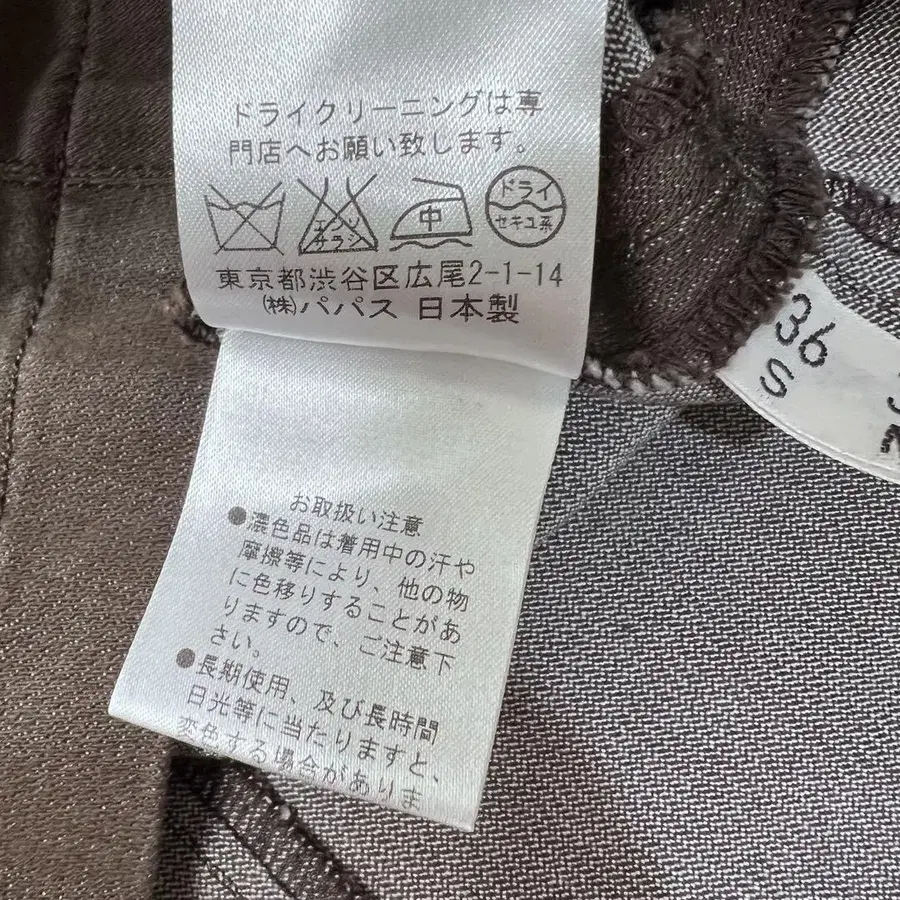 ドライクリーニングは専
門店へお願い致します。
エンソ
サラシ
中
ドライ
セキユ系
東京都渋谷区広尾2-1-14
(株)パパス 日本製
36
S
お取扱い注意
●濃色品は着用中の汗や
摩擦等により、他の物
に色移りすることがあ
りますので、ご注意下
さい。
●長期使用、及び長時間
日光等に当たりますと、
変色する場合がありま